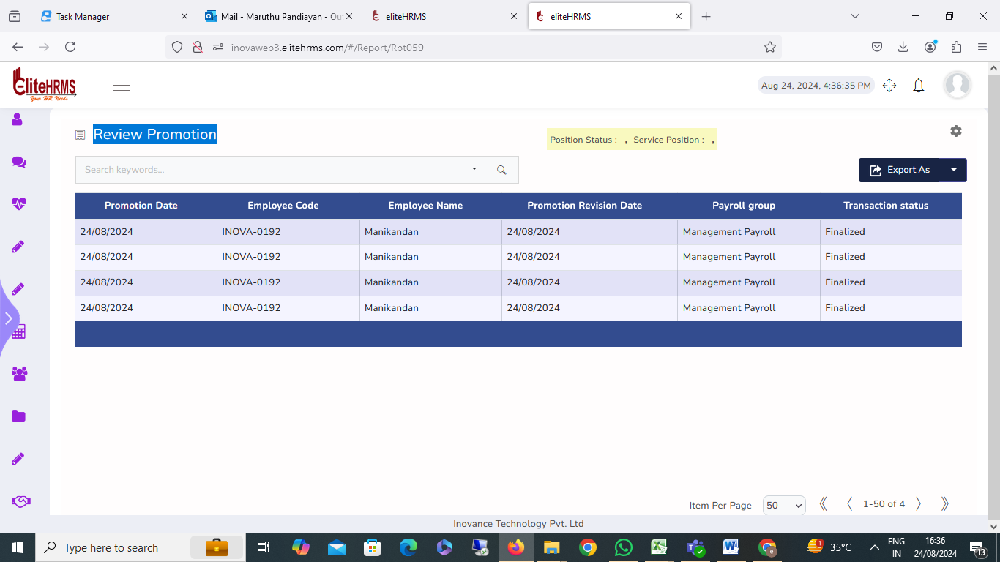 Task Manager
Mail - Maruthu Pandiayan - Ou
eliteHRMS
eliteHRMS
inovaweb3.elitehrms.com/#/Report/Rpt059
EliteHRMS
Your HR Needs
Aug 24, 2024, 4:36:35 PM
Review Promotion
Position Status : , Service Position : ,
Search keywords...
Export As
Promotion Date Employee Code Employee Name Promotion Revision Date Payroll group Transaction status
24/08/2024 INOVA-0192 Manikandan 24/08/2024 Management Payroll Finalized
24/08/2024 INOVA-0192 Manikandan 24/08/2024 Management Payroll Finalized
24/08/2024 INOVA-0192 Manikandan 24/08/2024 Management Payroll Finalized
24/08/2024 INOVA-0192 Manikandan 24/08/2024 Management Payroll Finalized
Item Per Page 50 1-50 of 4
Inovance Technology Pvt. Ltd
Type here to search
1
35°C
ENG
IN
16:36
24/08/2024
13